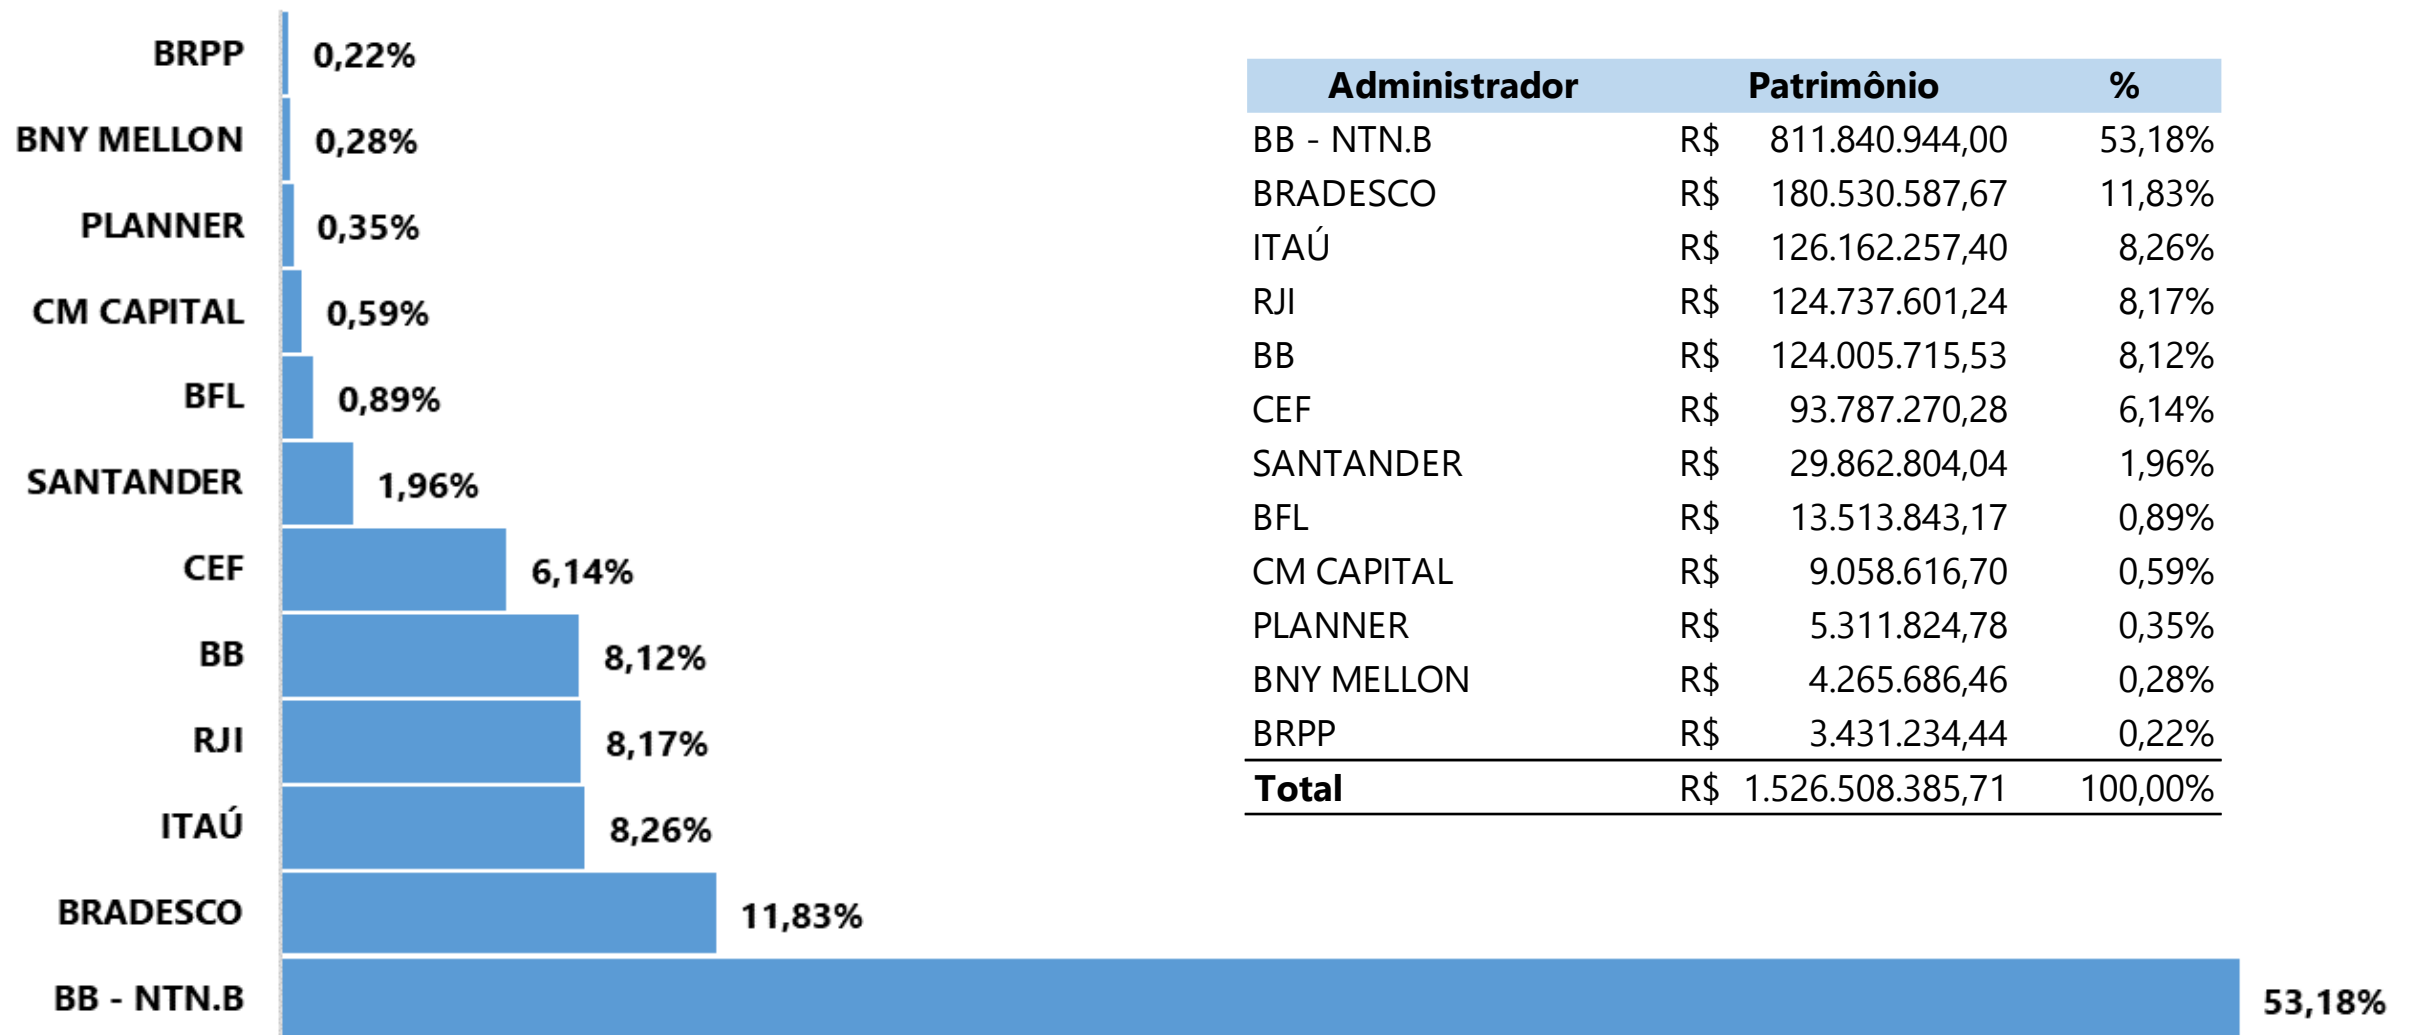 BRPP 0,22%
BNY MELLON 0,28%
PLANNER 0,35%
CM CAPITAL 0,59%
BFL 0,89%
SANTANDER 1,96%
CEF 6,14%
BB 8,12%
RJI 8,17%
ITAÚ 8,26%
BRADESCO 11,83%
BB - NTN.B 53,18%
Administrador Patrimônio %
BB - NTN.B R$ 811.840.944,00 53,18%
BRADESCO R$ 180.530.587,67 11,83%
ITAÚ R$ 126.162.257,40 8,26%
RJI R$ 124.737.601,24 8,17%
BB R$ 124.005.715,53 8,12%
CEF R$ 93.787.270,28 6,14%
SANTANDER R$ 29.862.804,04 1,96%
BFL R$ 13.513.843,17 0,89%
CM CAPITAL R$ 9.058.616,70 0,59%
PLANNER R$ 5.311.824,78 0,35%
BNY MELLON R$ 4.265.686,46 0,28%
BRPP R$ 3.431.234,44 0,22%
Total R$ 1.526.508.385,71 100,00%